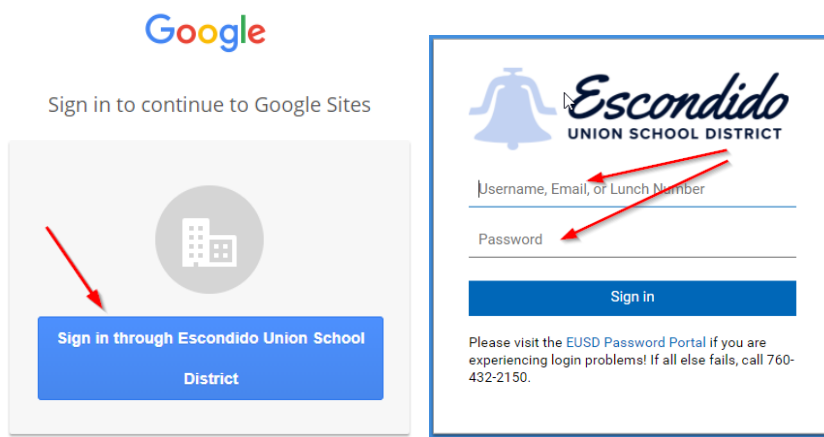 Google
Sign in to continue to Google Sites
Sign in through Escondido Union School
District
Escondido
UNION SCHOOL DISTRICT
Username, Email, or Lunch Number
Password
Sign in
Please visit the EUSD Password Portal if you are
experiencing login problems! If all else fails, call 760-
432-2150.